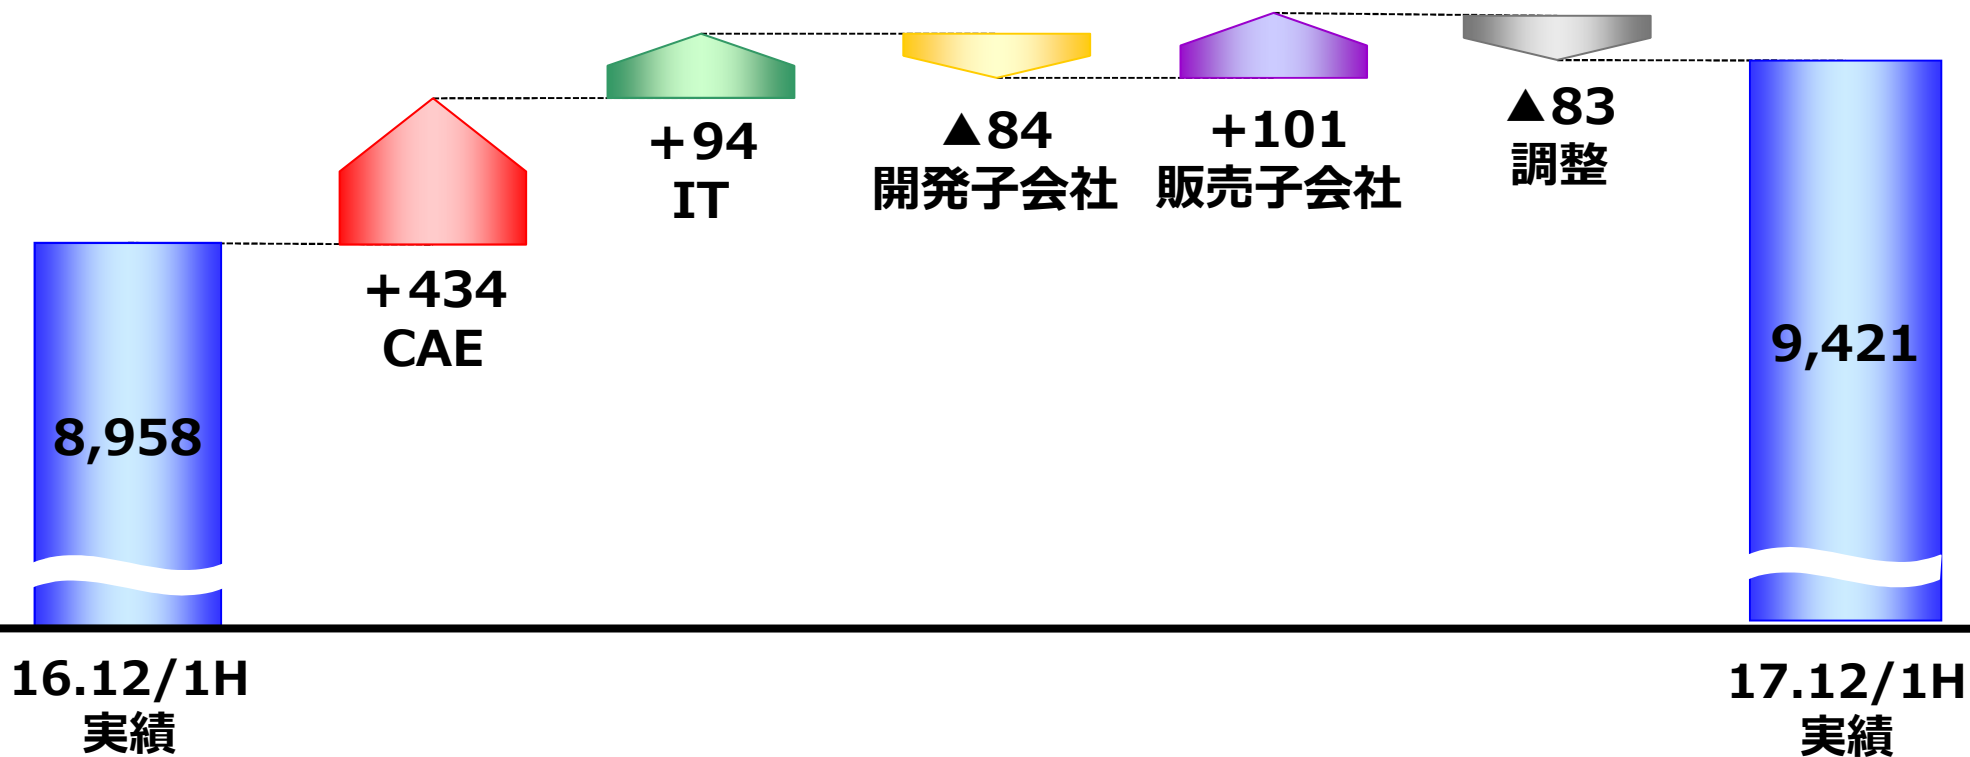 8,958
+434
CAE
+94
IT
▲84
開発子会社
+101
販売子会社
▲83
調整
9,421
16.12/1H
実績
17.12/1H
実績